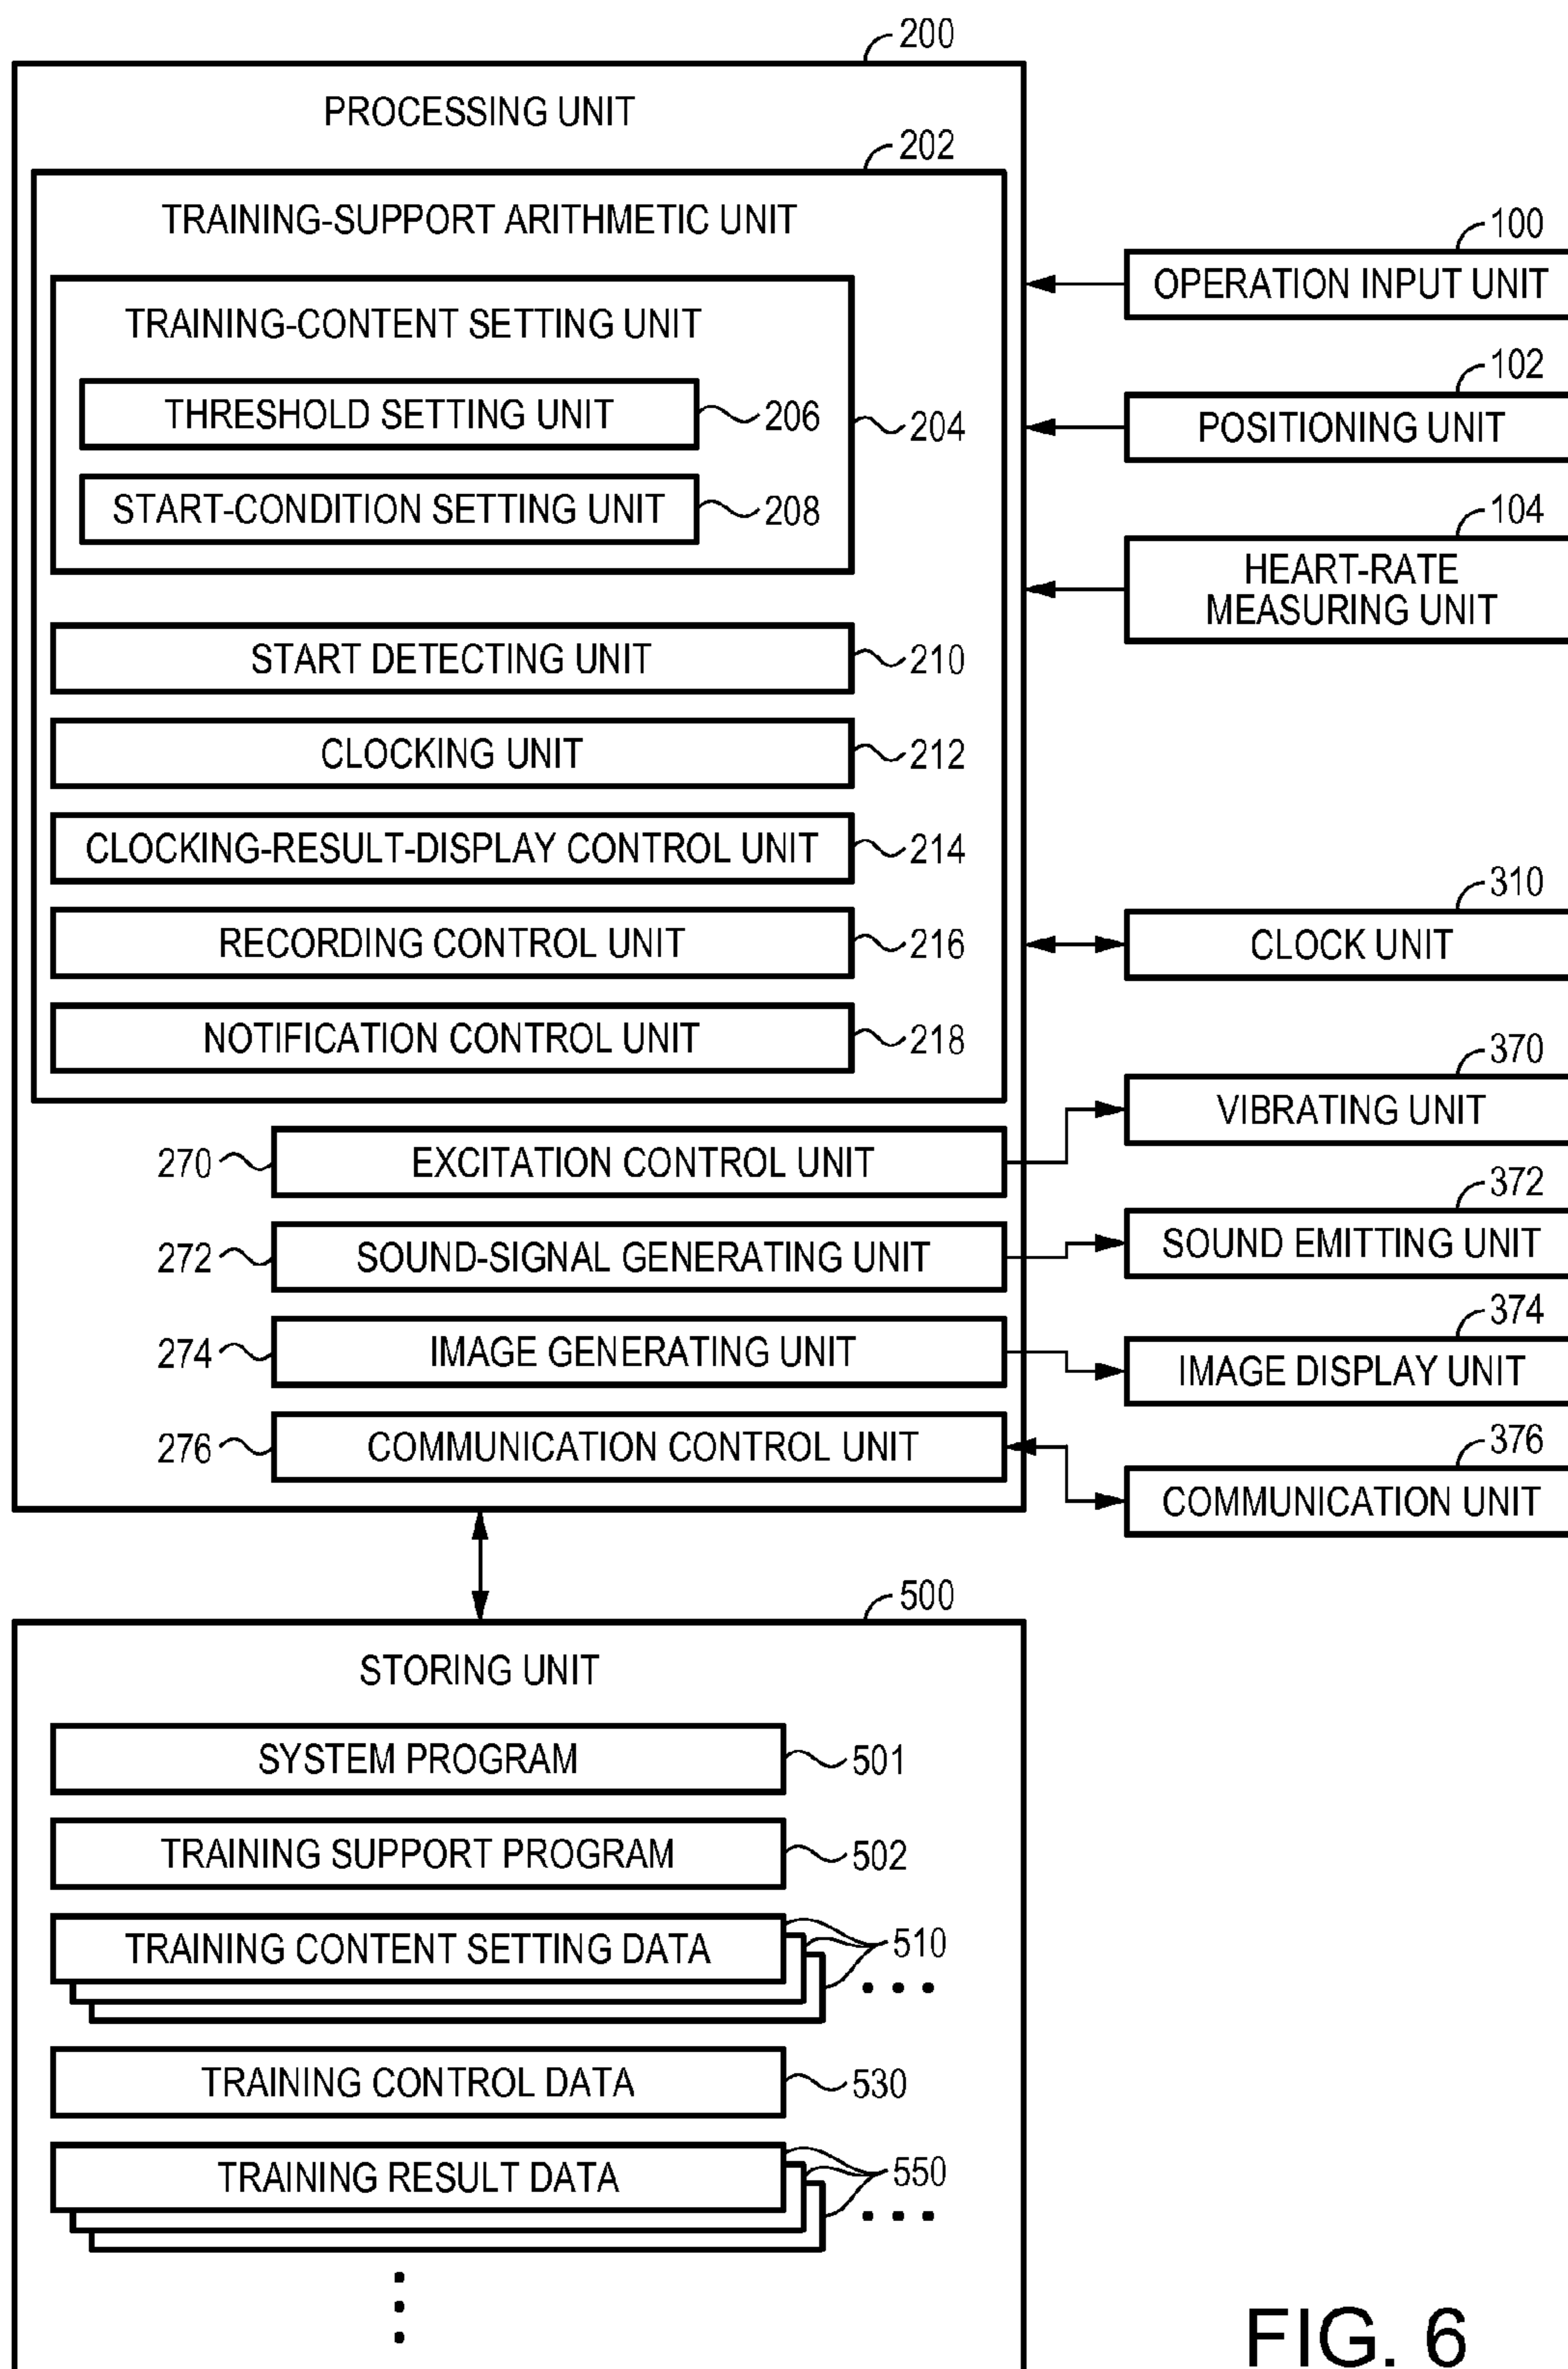 200
PROCESSING UNIT
202
TRAINING-SUPPORT ARITHMETIC UNIT
TRAINING-CONTENT SETTING UNIT
THRESHOLD SETTING UNIT
206
204
START-CONDITION SETTING UNIT
208
START DETECTING UNIT
210
CLOCKING UNIT
212
CLOCKING-RESULT-DISPLAY CONTROL UNIT
214
RECORDING CONTROL UNIT
216
NOTIFICATION CONTROL UNIT
218
270
EXCITATION CONTROL UNIT
272
SOUND-SIGNAL GENERATING UNIT
274
IMAGE GENERATING UNIT
276
COMMUNICATION CONTROL UNIT
100
OPERATION INPUT UNIT
102
POSITIONING UNIT
104
HEART-RATE
MEASURING UNIT
310
CLOCK UNIT
370
VIBRATING UNIT
372
SOUND EMITTING UNIT
374
IMAGE DISPLAY UNIT
376
COMMUNICATION UNIT
500
STORING UNIT
SYSTEM PROGRAM
501
TRAINING SUPPORT PROGRAM
502
TRAINING CONTENT SETTING DATA
510
TRAINING CONTROL DATA
530
TRAINING RESULT DATA
550
FIG. 6